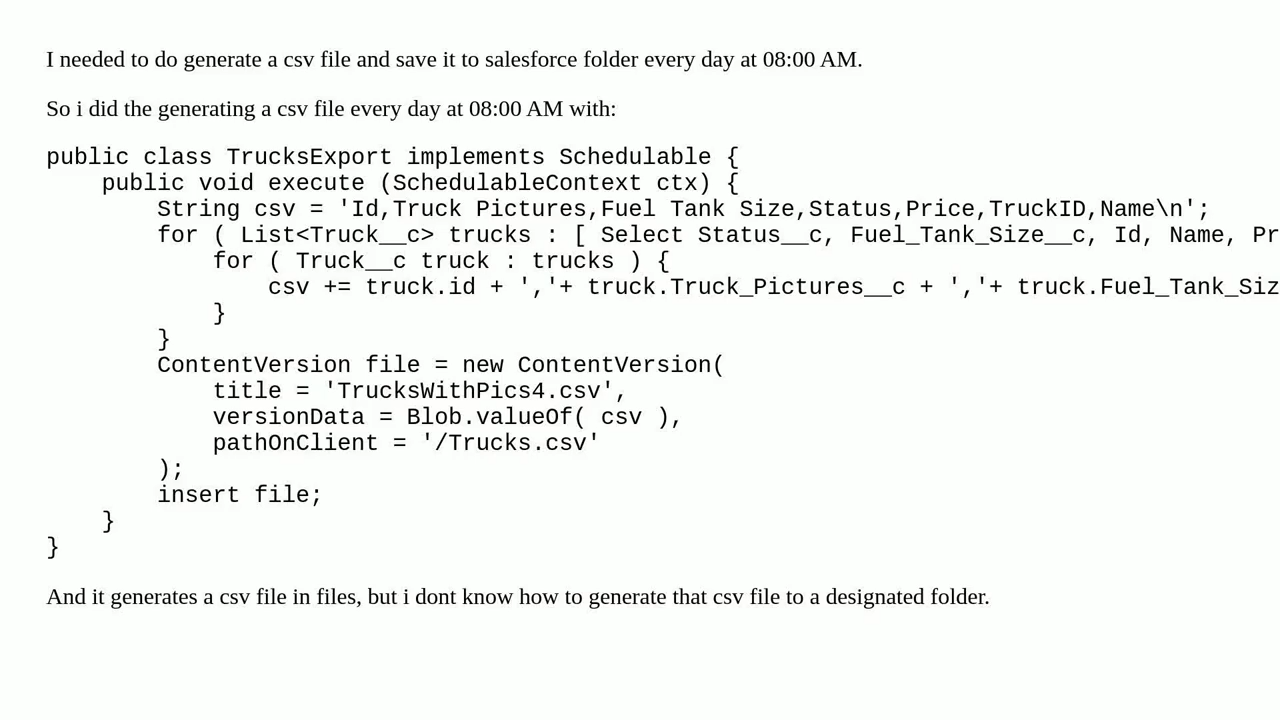 I needed to do generate a csv file and save it to salesforce folder every day at 08:00 AM.
So i did the generating a csv file every day at 08:00 AM with:
public class TrucksExport implements Schedulable {
    public void execute (SchedulableContext ctx) {
        String csv = 'Id,Truck Pictures,Fuel Tank Size,Status,Price,TruckID,Name\n';
        for ( List<Truck__c> trucks : [ Select Status__c, Fuel_Tank_Size__c, Id, Name, Pr
            for ( Truck__c truck : trucks ) {
                csv += truck.id + ','+ truck.Truck_Pictures__c + ','+ truck.Fuel_Tank_Siz
            }
        }
        ContentVersion file = new ContentVersion(
            title = 'TrucksWithPics4.csv',
            versionData = Blob.valueOf( csv ),
            pathOnClient = '/Trucks.csv'
        );
        insert file;
    }
}
And it generates a csv file in files, but i dont know how to generate that csv file to a designated folder.